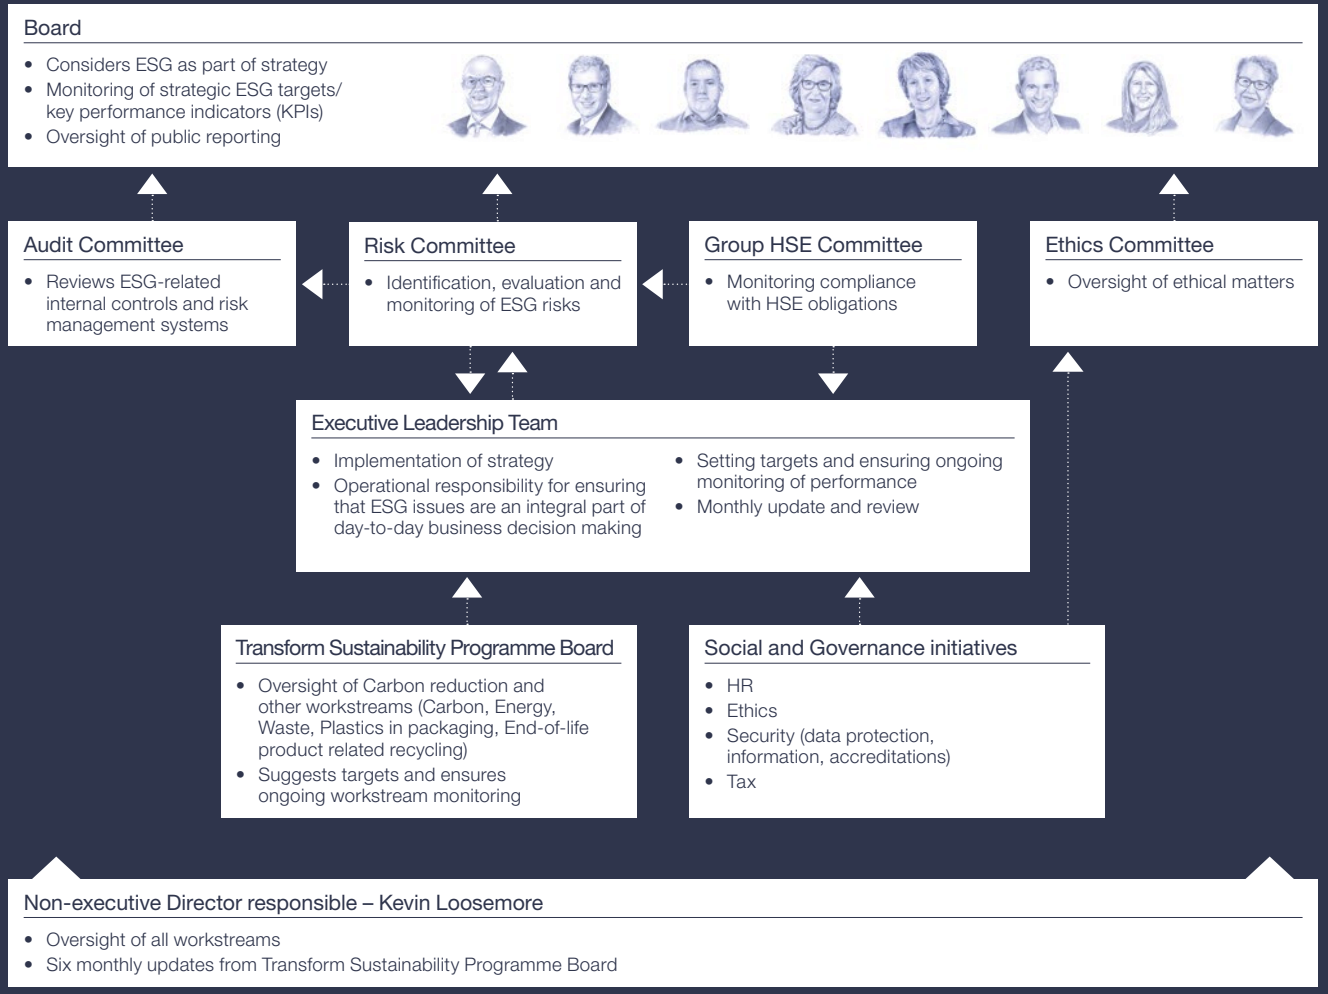 Board
• Considers ESG as part of strategy
• Monitoring of strategic ESG targets/
key performance indicators (KPIs)
• Oversight of public reporting
Audit Committee
• Reviews ESG-related
internal controls and risk
management systems
Risk Committee
• Identification, evaluation and
monitoring of ESG risks
Group HSE Committee
• Monitoring compliance
with HSE obligations
Ethics Committee
• Oversight of ethical matters
Executive Leadership Team
• Implementation of strategy
• Operational responsibility for ensuring
that ESG issues are an integral part of
day-to-day business decision making
• Setting targets and ensuring ongoing
monitoring of performance
• Monthly update and review
Transform Sustainability Programme Board
• Oversight of Carbon reduction and
other workstreams (Carbon, Energy,
Waste, Plastics in packaging, End-of-life
product related recycling)
• Suggests targets and ensures
ongoing workstream monitoring
Social and Governance initiatives
• HR
• Ethics
• Security (data protection,
information, accreditations)
• Tax
Non-executive Director responsible – Kevin Loosemore
• Oversight of all workstreams
• Six monthly updates from Transform Sustainability Programme Board